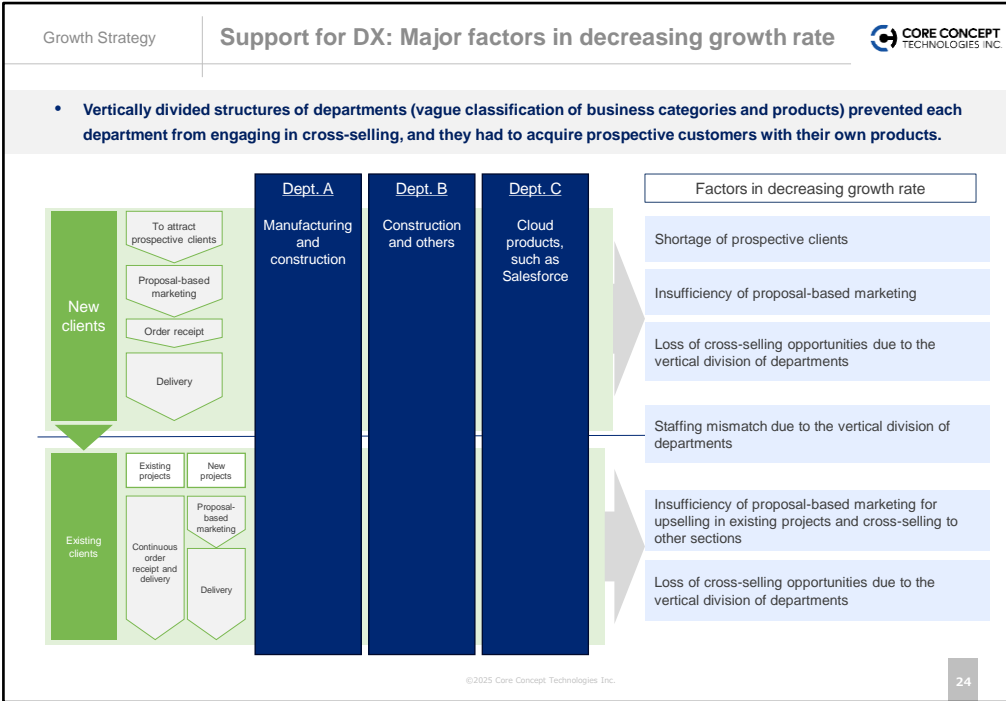 Growth Strategy
Support for DX: Major factors in decreasing growth rate
CORE CONCEPT
TECHNOLOGIES INC.
• Vertically divided structures of departments (vague classification of business categories and products) prevented each
department from engaging in cross-selling, and they had to acquire prospective customers with their own products.
New
clients
To attract
prospective clients
Proposal-based
marketing
Order receipt
Delivery
Existing
clients
Existing
projects
New
projects
Continuous
order
receipt and
delivery
Proposal-
based
marketing
Delivery
Dept. A
Manufacturing
and
construction
Dept. B
Construction
and others
Dept. C
Cloud
products,
such as
Salesforce
Factors in decreasing growth rate
Shortage of prospective clients
Insufficiency of proposal-based marketing
Loss of cross-selling opportunities due to the
vertical division of departments
Staffing mismatch due to the vertical division of
departments
Insufficiency of proposal-based marketing for
upselling in existing projects and cross-selling to
other sections
Loss of cross-selling opportunities due to the
vertical division of departments
©2025 Core Concept Technologies Inc.
24